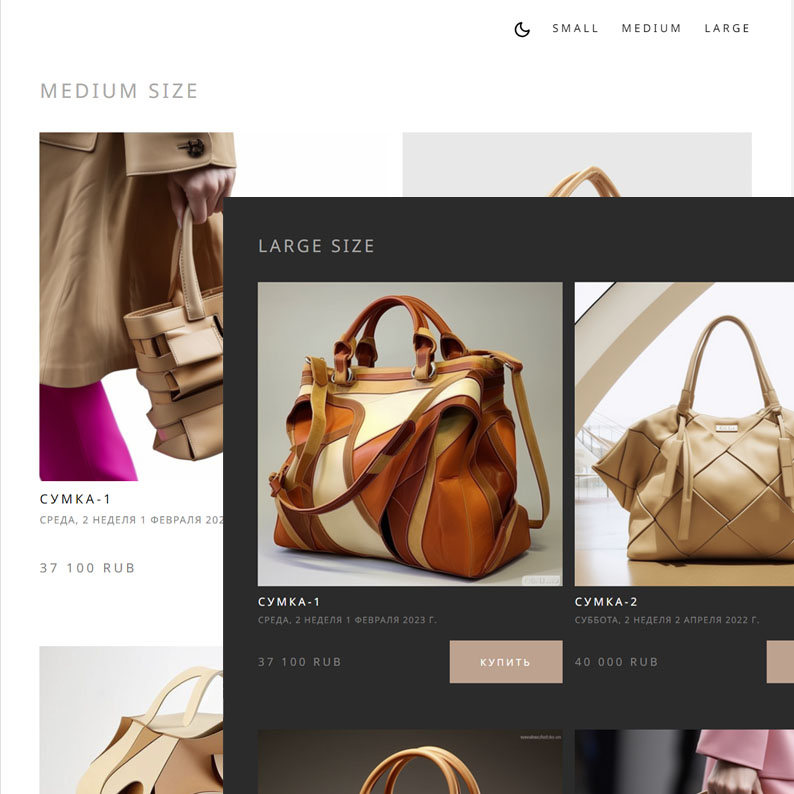 SMALL MEDIUM LARGE
MEDIUM SIZE
СУМКА-1
СРЕДА, 2 НЕДЕЛЯ 1 ФЕВРАЛЯ 202
37 100 RUB
LARGE SIZE
СУМКА-1
СРЕДА, 2 НЕДЕЛЯ 1 ФЕВРАЛЯ 2023 Г.
37 100 RUB
КУПИТЬ
СУМКА-2
СУББОТА, 2 НЕДЕЛЯ 2 АПРЕЛЯ 2022 Г.
40 000 RUB